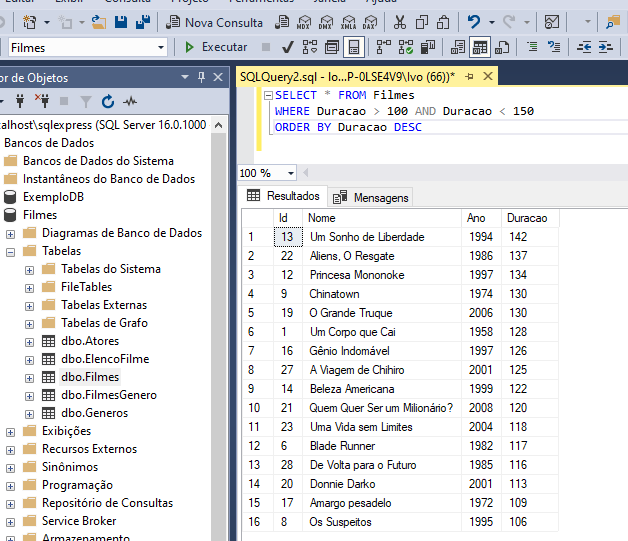 Nova Consulta
Filmes
Executar
or de Objetos
SQLQuery2.sql - lo...P-0LSE4V9\Ivo (66))*
SELECT * FROM Filmes
WHERE Duracao > 100 AND Duracao < 150
ORDER BY Duracao DESC
calhost\sqlexpress (SQL Server 16.0.1000
Bancos de Dados
Bancos de Dados do Sistema
Instantâneos do Banco de Dados
ExemploDB
Filmes
Diagramas de Banco de Dados
Tabelas
Tabelas do Sistema
FileTables
Tabelas Externas
Tabelas de Grafo
dbo.Atores
dbo.ElencoFilme
dbo.Filmes
dbo.FilmesGenero
dbo.Generos
Exibições
Recursos Externos
Sinônimos
Programação
Repositório de Consultas
Service Broker
Armazenamento
100 %
Resultados Mensagens
Id Nome Ano Duracao
1 13 Um Sonho de Liberdade 1994 142
2 22 Aliens, O Resgate 1986 137
3 12 Princesa Mononoke 1997 134
4 9 Chinatown 1974 130
5 19 O Grande Truque 2006 130
6 1 Um Corpo que Cai 1958 128
7 16 Gênio Indomável 1997 126
8 27 A Viagem de Chihiro 2001 125
9 14 Beleza Americana 1999 122
10 21 Quem Quer Ser um Milionário? 2008 120
11 23 Uma Vida sem Limites 2004 118
12 6 Blade Runner 1982 117
13 28 De Volta para o Futuro 1985 116
14 20 Donnie Darko 2001 113
15 17 Amargo pesadelo 1972 109
16 8 Os Suspeitos 1995 106